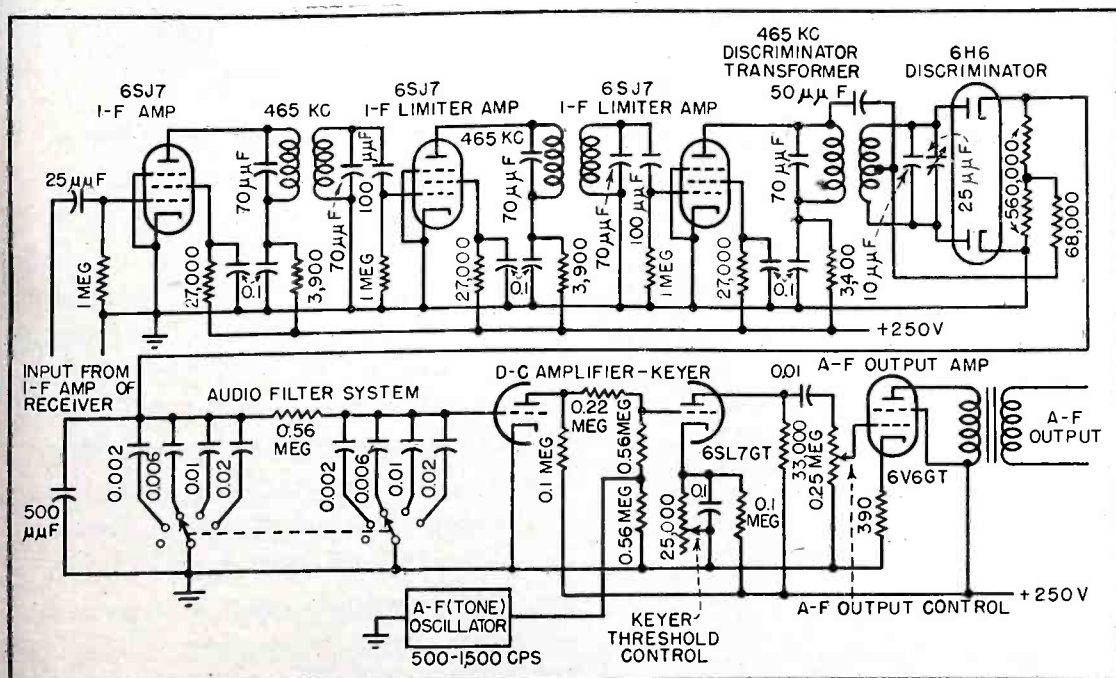 465 KC
DISCRIMINATOR
TRANSFORMER
6H6
DISCRIMINATOR
6SJ7
I-F AMP
465 KC
6SJ7
I-F LIMITER AMP
465 KC
6SJ7
I-F LIMITER AMP
50 μμF
25 μμF
70 μμF
70 μμF
100 μμF
70 μμF
70 μμF
100 μμF
70 μμF
10 μμF
25 μμF
560,000
68,000
1 MEG
27,000
0.1
3,900
1 MEG
27,000
0.1
3,900
1 MEG
27,000
0.1
3,400
+250V
INPUT FROM
I-F AMP OF
RECEIVER
AUDIO FILTER SYSTEM
D-C AMPLIFIER-KEYER
A-F OUTPUT AMP
0.56
MEG
0.22
MEG
0.01
A-F
OUTPUT
500
μμF
0.002
0.006
0.01
0.02
0.002
0.006
0.01
0.02
0.1 MEG
0.56 MEG
0.56 MEG
6SL7GT
25,000
0.1
0.1
MEG
33,000
0.25 MEG
6V6GT
390
A-F (TONE)
OSCILLATOR
500-1,500 CPS
KEYER
THRESHOLD
CONTROL
A-F OUTPUT CONTROL
+250V